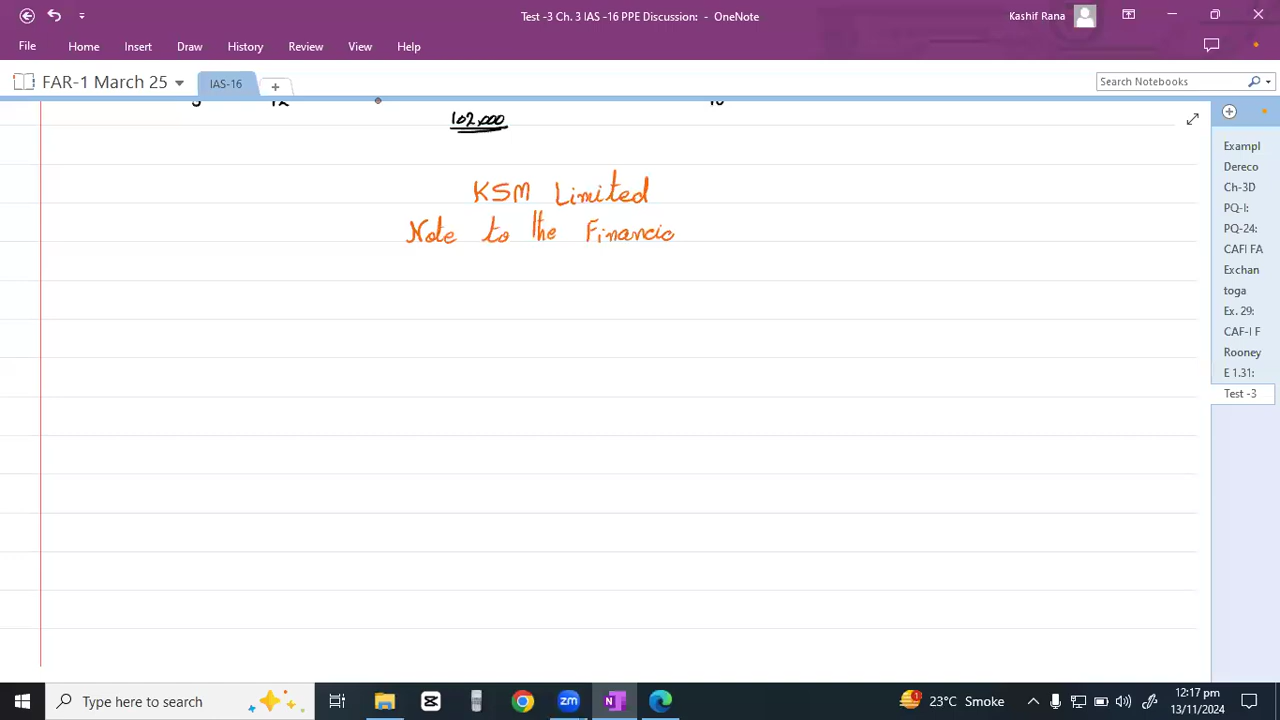 Test -3 Ch. 3 IAS -16 PPE Discussion: - OneNote
Kashif Rana
File Home Insert Draw History Review View Help
FAR-1 March 25
IAS-16
Search Notebooks
102,000
KSM Limited
Note to the Financic
Exampl
Dereco
Ch-3D
PQ-I:
PQ-24:
CAFI FA
Exchan
toga
Ex. 29:
CAF-I F
Rooney
E 1.31:
Test -3
Type here to search
23°C Smoke
12:17 pm
13/11/2024